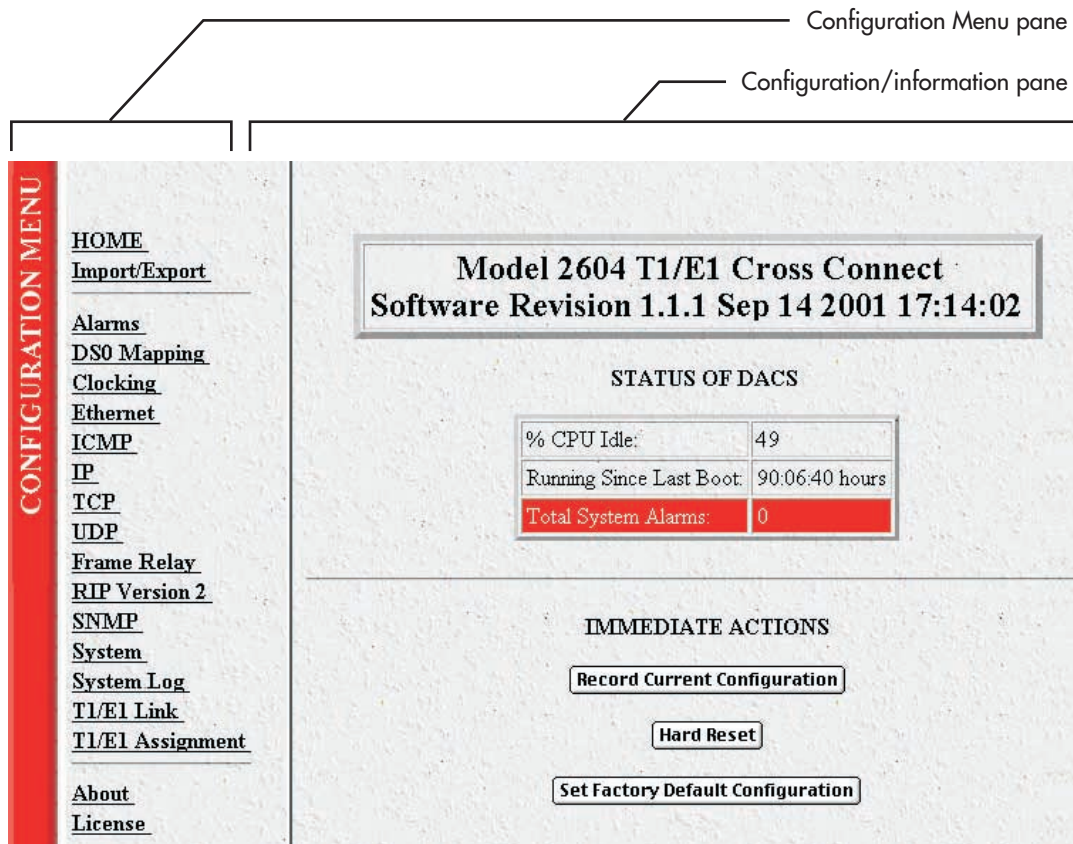 Configuration Menu pane
Configuration/information pane
CONFIGURATION MENU
HOME
Import/Export
Alarms
DS0 Mapping
Clocking
Ethernet
ICMP
IP
TCP
UDP
Frame Relay
RIP Version 2
SNMP
System
System Log
T1/E1 Link
T1/E1 Assignment
About
License
Model 2604 T1/E1 Cross Connect
Software Revision 1.1.1 Sep 14 2001 17:14:02
STATUS OF DACS
% CPU Idle: 49
Running Since Last Boot: 90:06:40 hours
Total System Alarms: 0
IMMEDIATE ACTIONS
Record Current Configuration
Hard Reset
Set Factory Default Configuration